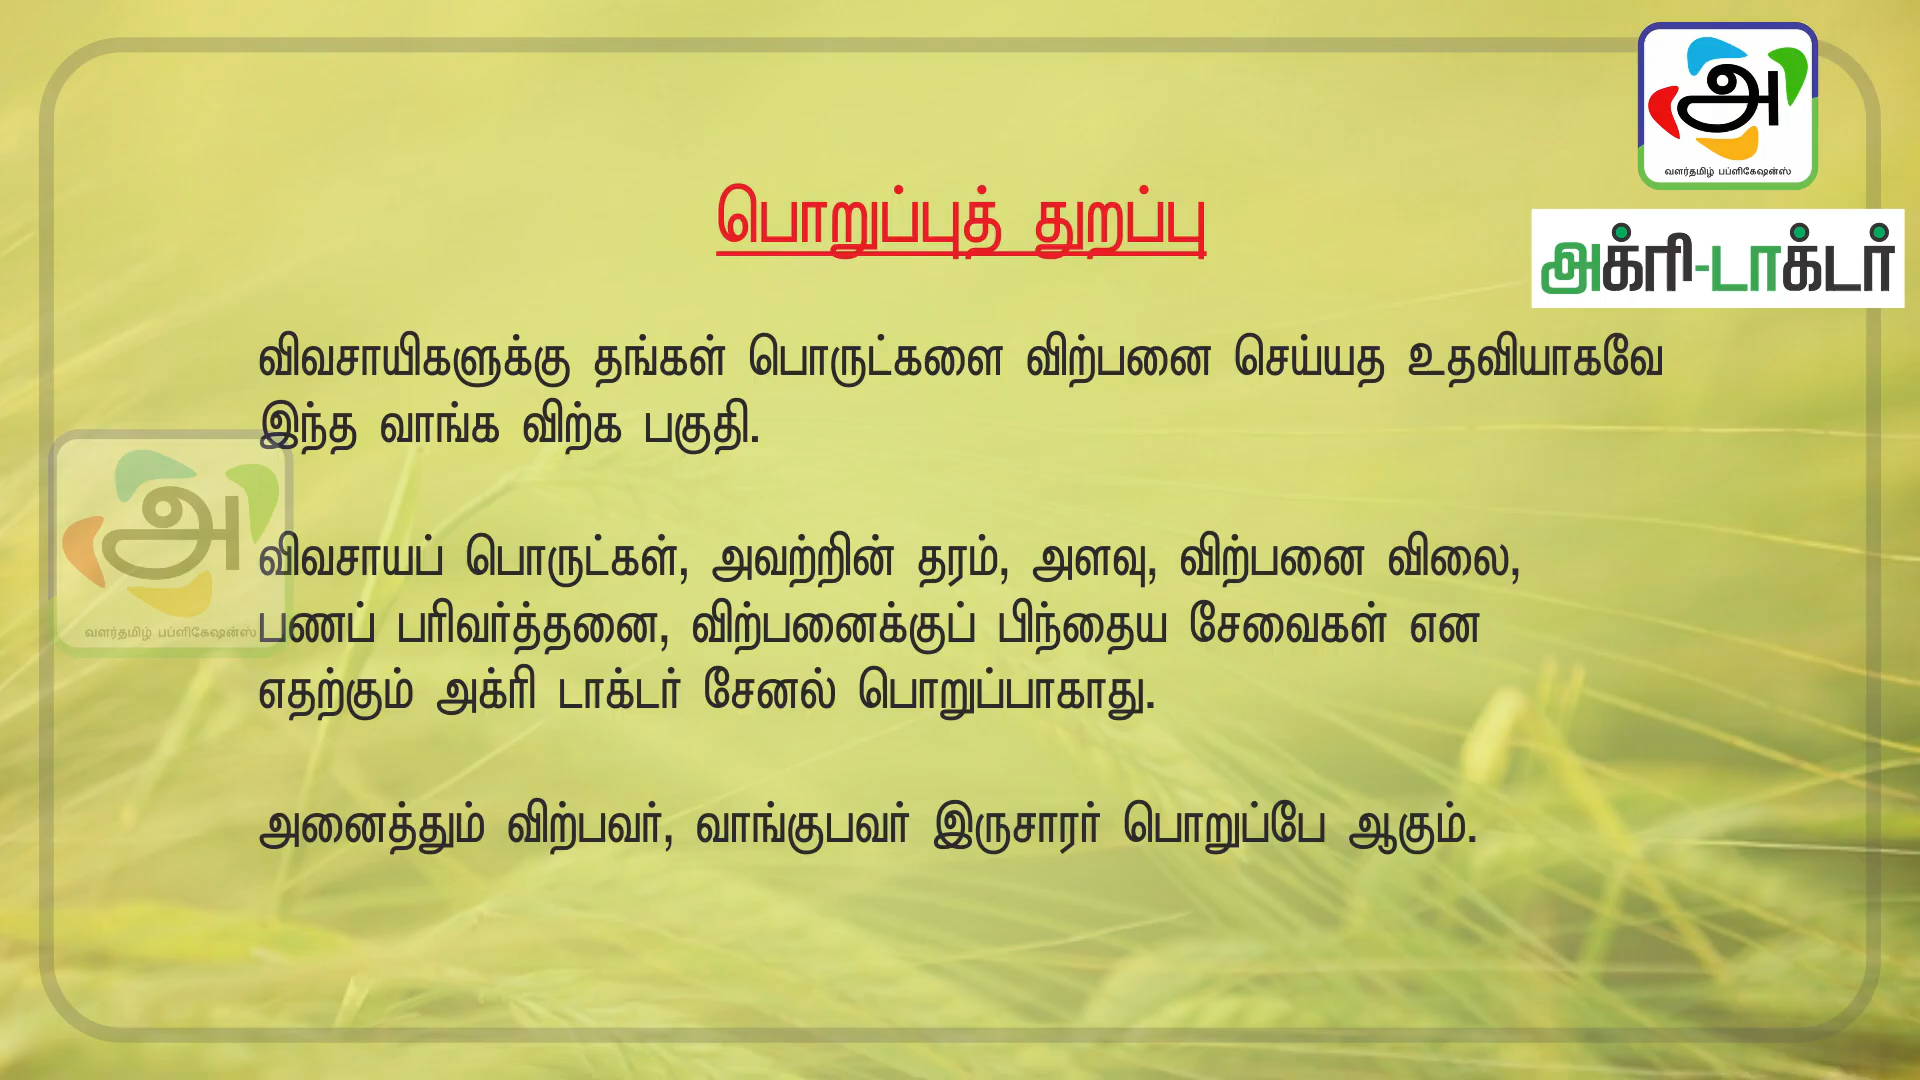 அ
வளர்தமிழ் பப்ளிகேஷன்ஸ்
பொறுப்புத் துறப்பு
அக்ரி-டாக்டர்
விவசாயிகளுக்கு தங்கள் பொருட்களை விற்பனை செய்யத உதவியாகவே
இந்த வாங்க விற்க பகுதி.
விவசாயப் பொருட்கள், அவற்றின் தரம், அளவு, விற்பனை விலை,
பணப் பரிவர்த்தனை, விற்பனைக்குப் பிந்தைய சேவைகள் என
எதற்கும் அக்ரி டாக்டர் சேனல் பொறுப்பாகாது.
அ
வளர்தமிழ் பப்ளிகேஷன்ஸ்
அனைத்தும் விற்பவர், வாங்குபவர் இருசாரர் பொறுப்பே ஆகும்.